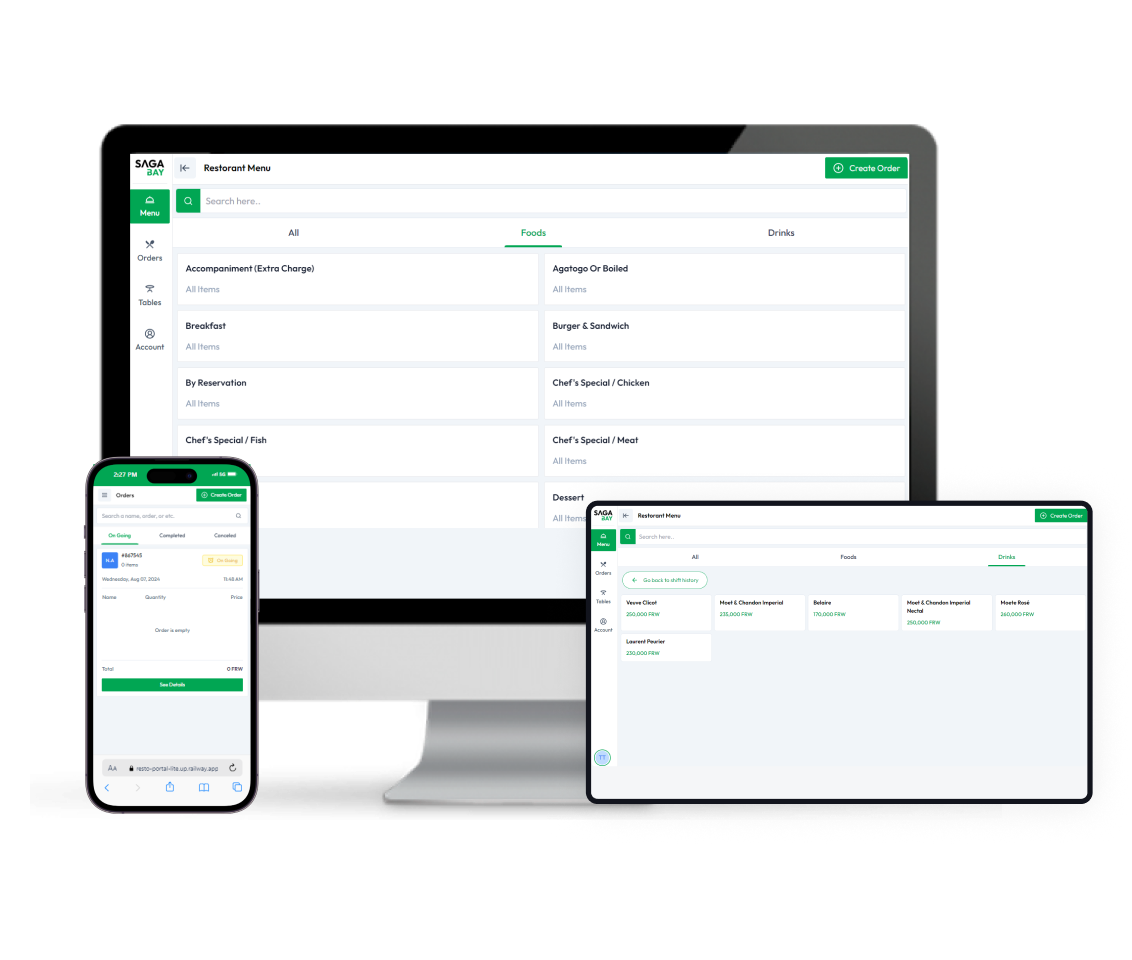 SAGA
BAY
Restorant Menu
Create Order
Menu
Search here..
All
Foods
Drinks
Orders
Accompaniment (Extra Charge)
All Items
Agatogo Or Boiled
All Items
Tables
Breakfast
All Items
Burger & Sandwich
All Items
Account
By Reservation
All Items
Chef's Special / Chicken
All Items
Chef's Special / Fish
Chef's Special / Meat
All Items
Dessert
All Items
2:27 PM
5G
Orders
Create Order
Search a name, order, or etc.
On Going
Completed
Canceled
N.A
#867545
0 Items
On Going
Wednesday, Aug 07, 2024
11:48 AM
Name
Quantity
Price
Order is empty
Total
0 FRW
See Details
AA
resto-portal-lite.up.railway.app
SAGA
BAY
Restorant Menu
Create Order
Menu
Search here..
All
Foods
Drinks
Orders
Go back to shift history
Tables
Veuve Clicot
250,000 FRW
Moet & Chandon Imperial
235,000 FRW
Belaire
170,000 FRW
Moet & Chandon Imperial
Nectal
250,000 FRW
Moete Rosé
260,000 FRW
Account
Laurent Peurier
230,000 FRW
TT